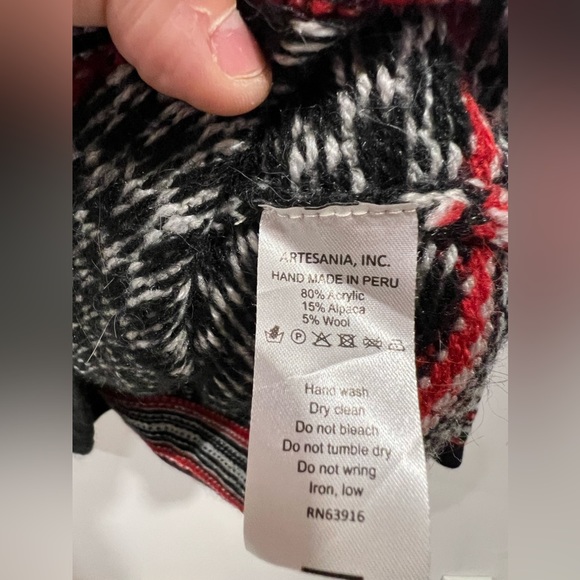 ARTESANIA, INC.
HAND MADE IN PERU
80% Acrylic
15% Alpaca
5% Wool
P
Hand wash
Dry clean
Do not bleach
Do not tumble dry
Do not wring
Iron, low
RN63916